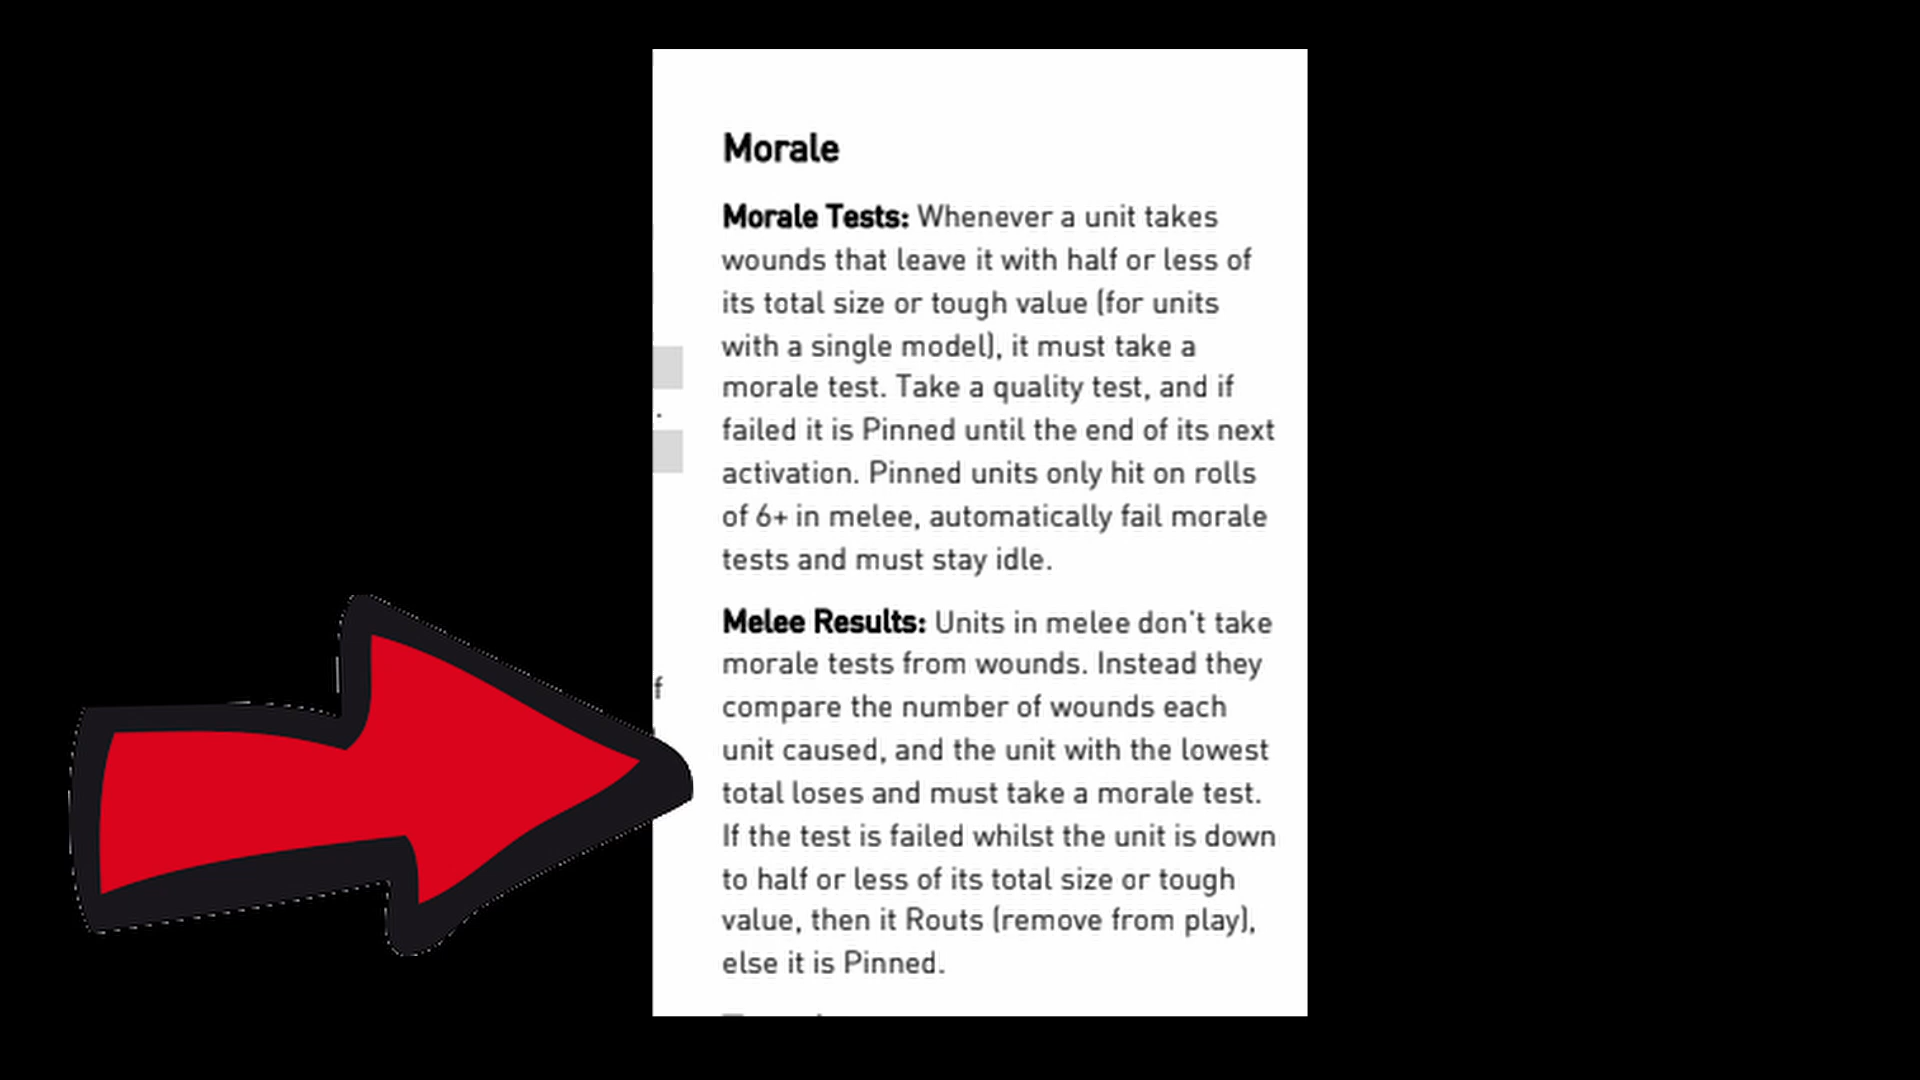 Morale
Morale Tests: Whenever a unit takes
wounds that leave it with half or less of
its total size or tough value (for units
with a single model), it must take a
morale test. Take a quality test, and if
failed it is Pinned until the end of its next
activation. Pinned units only hit on rolls
of 6+ in melee, automatically fail morale
tests and must stay idle.
Melee Results: Units in melee don't take
morale tests from wounds. Instead they
compare the number of wounds each
unit caused, and the unit with the lowest
total loses and must take a morale test.
If the test is failed whilst the unit is down
to half or less of its total size or tough
value, then it Routs (remove from play),
else it is Pinned.